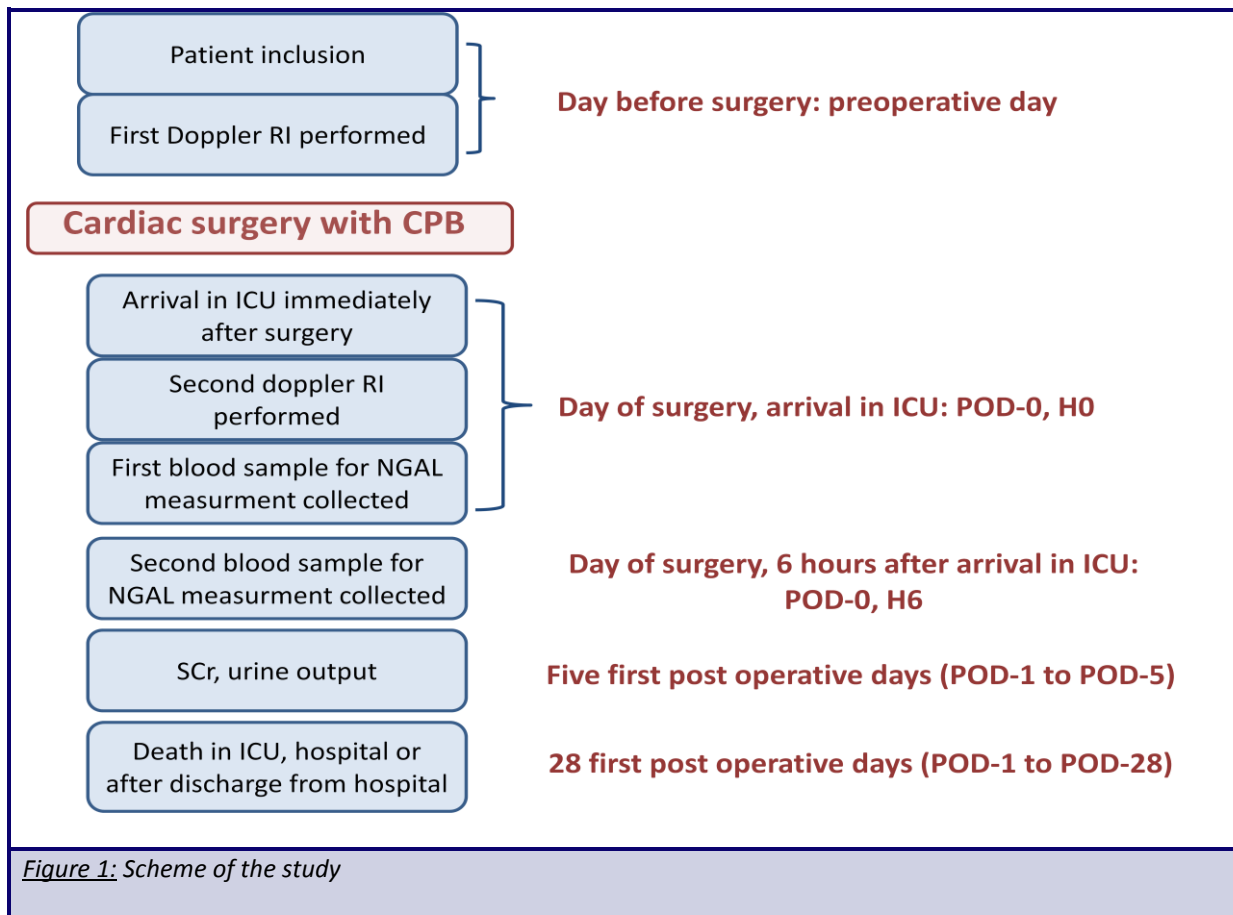 Patient inclusion
First Doppler RI performed
Day before surgery: preoperative day
Cardiac surgery with CPB
Arrival in ICU immediately
after surgery
Second doppler RI
performed
First blood sample for NGAL
measurment collected
Day of surgery, arrival in ICU: POD-0, H0
Second blood sample for
NGAL measurment collected
Day of surgery, 6 hours after arrival in ICU:
POD-0, H6
SCr, urine output
Five first post operative days (POD-1 to POD-5)
Death in ICU, hospital or
after discharge from hospital
28 first post operative days (POD-1 to POD-28)
Figure 1: Scheme of the study